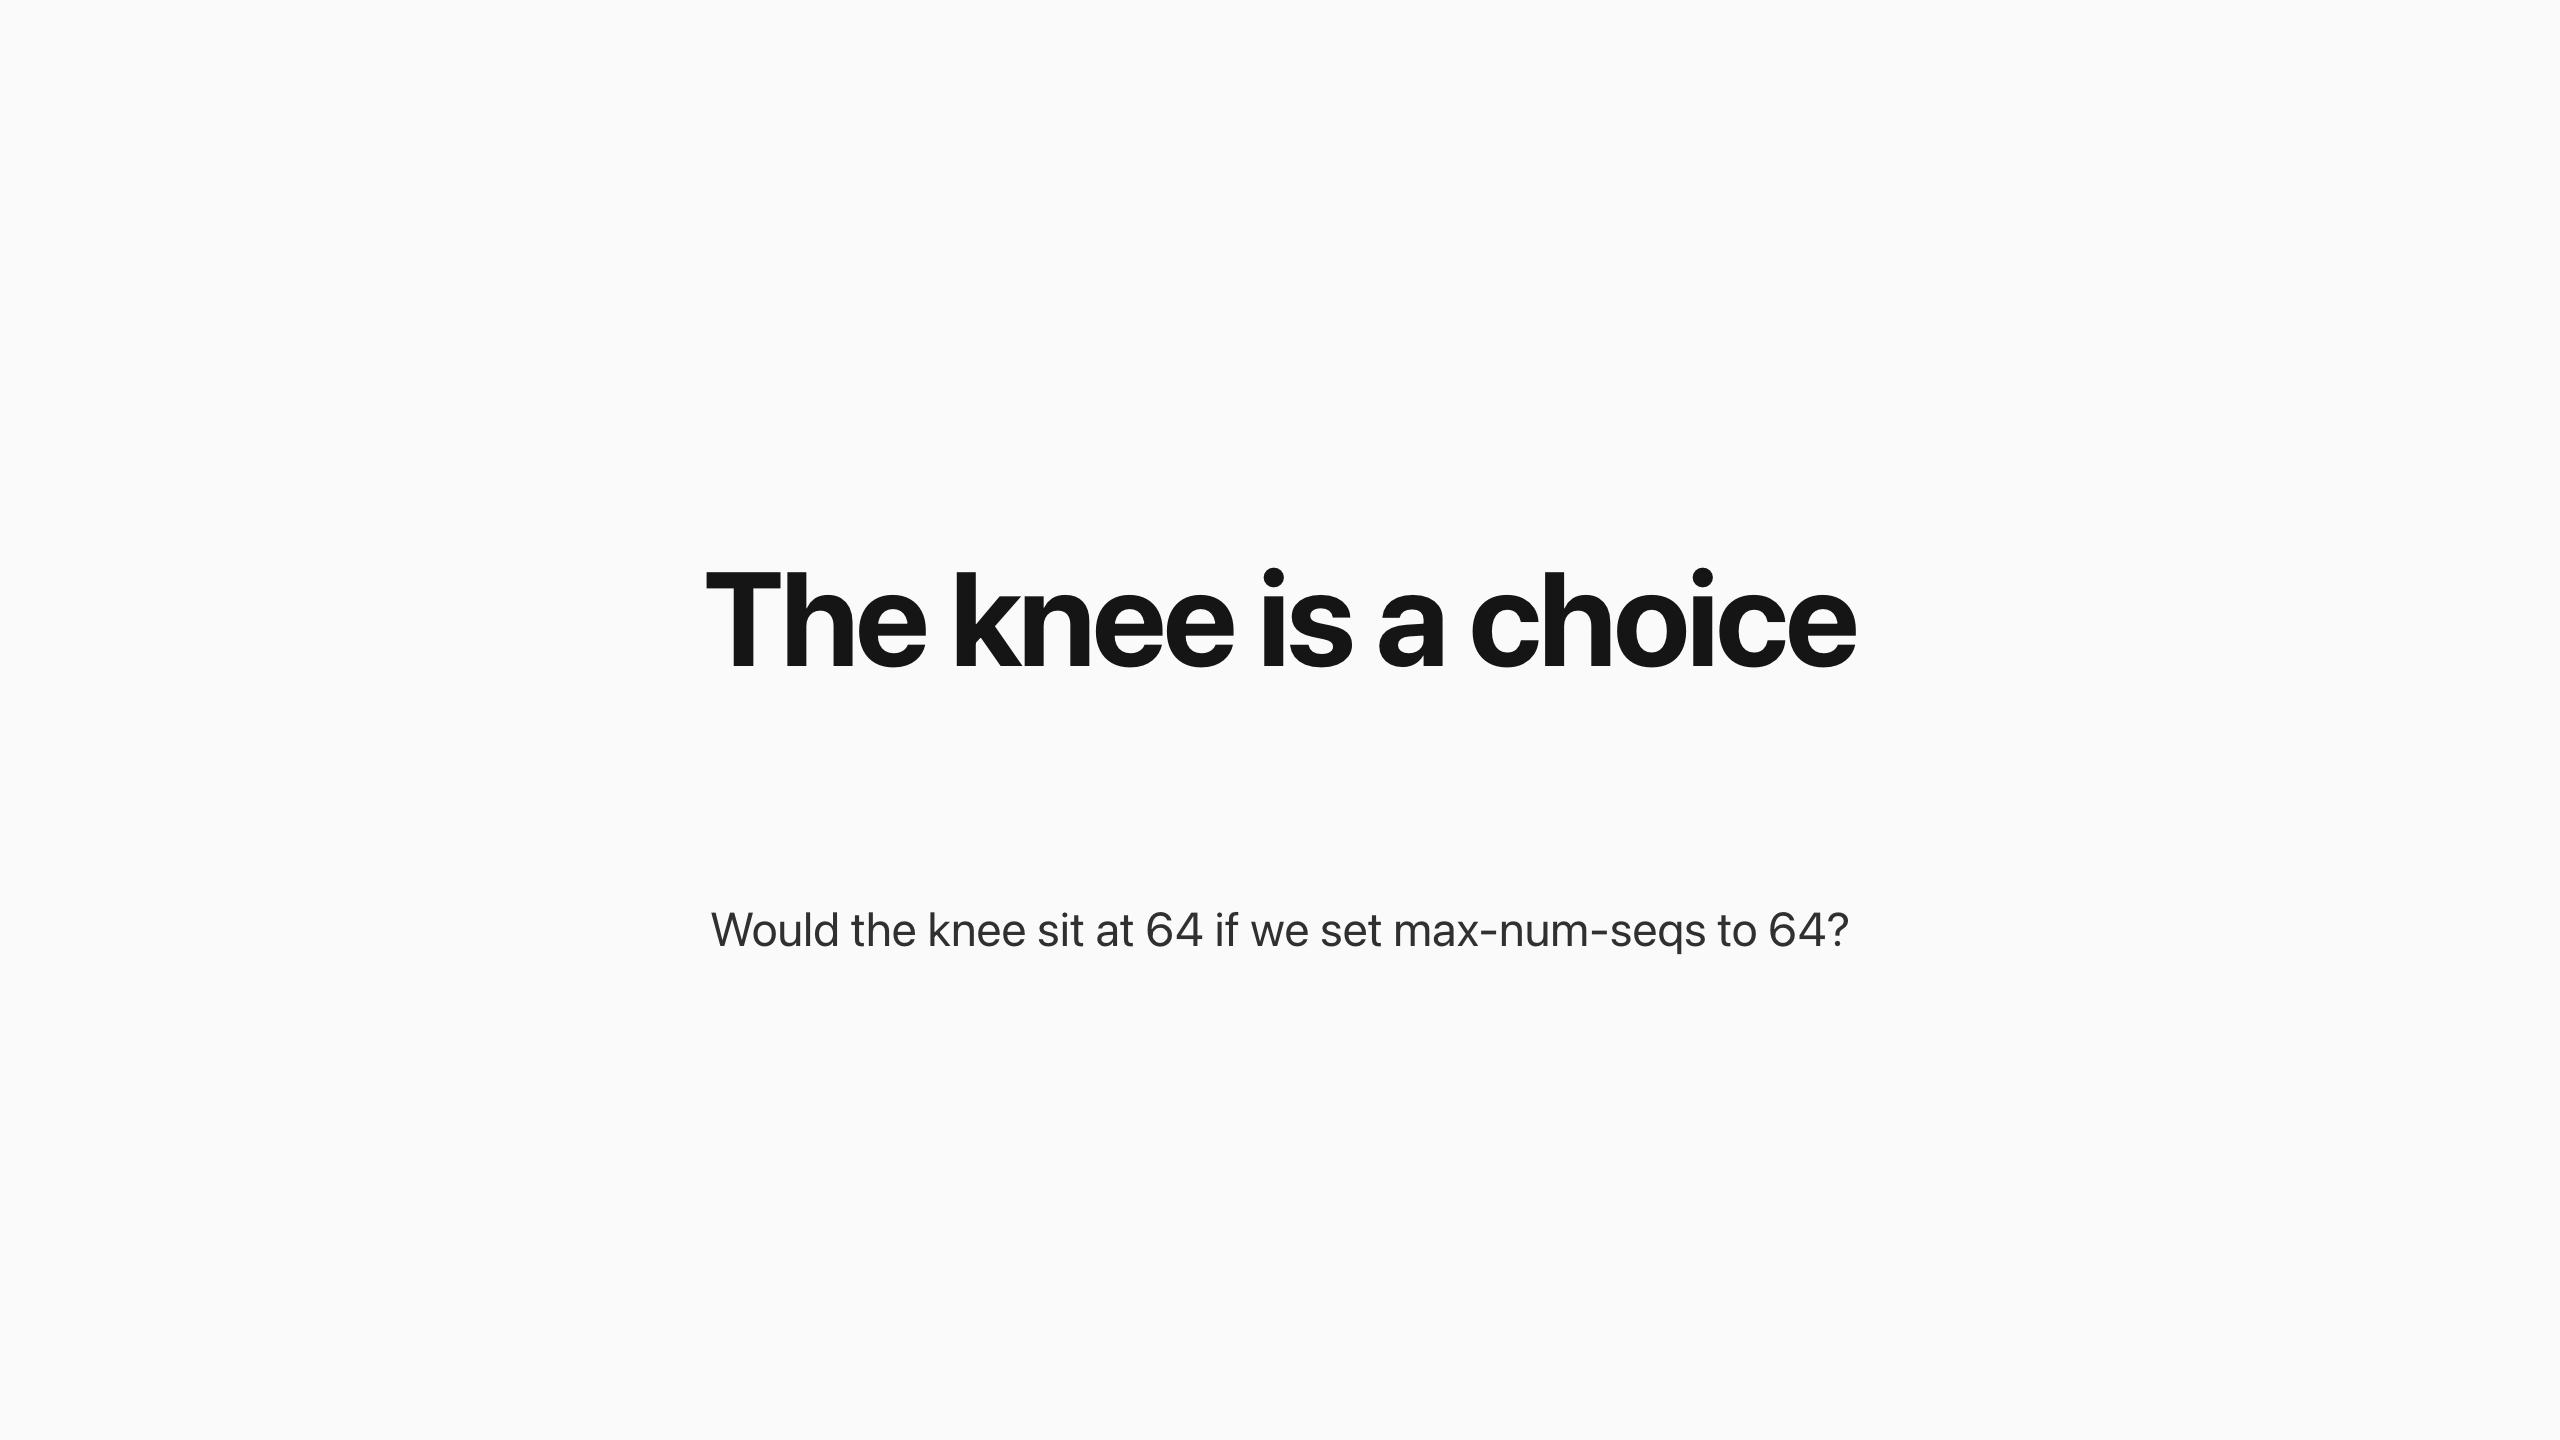 The knee is a choice
Would the knee sit at 64 if we set max-num-seqs to 64?